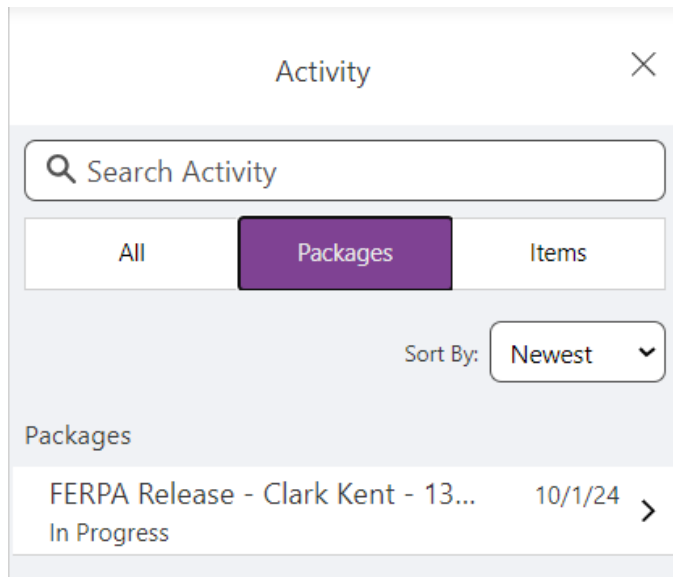 Activity
Search Activity
All Packages Items
Sort By: Newest
Packages
FERPA Release - Clark Kent - 13... 10/1/24
In Progress